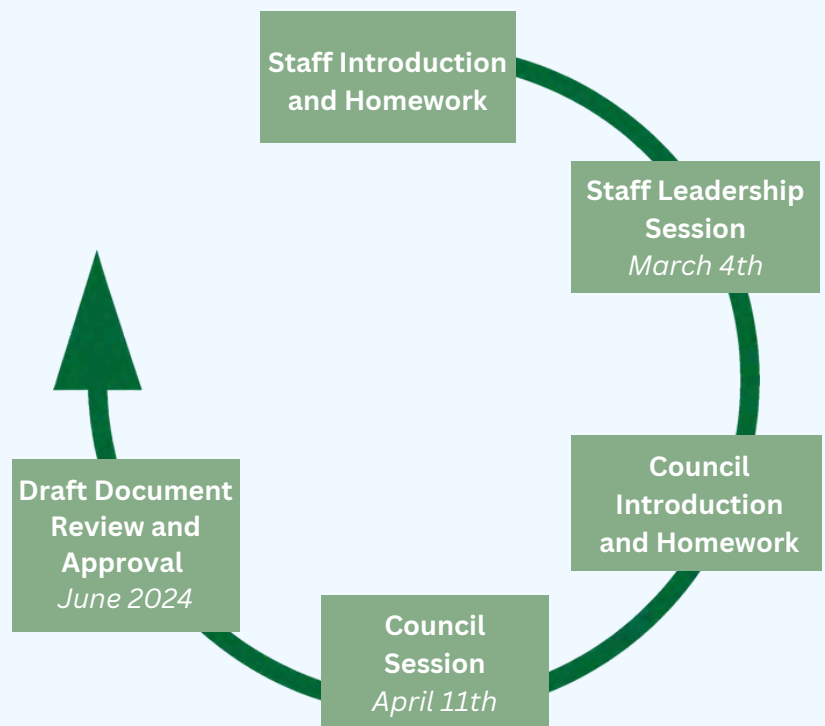 Staff Introduction
and Homework
Staff Leadership
Session
March 4th
Council
Introduction
and Homework
Council
Session
April 11th
Draft Document
Review and
Approval
June 2024